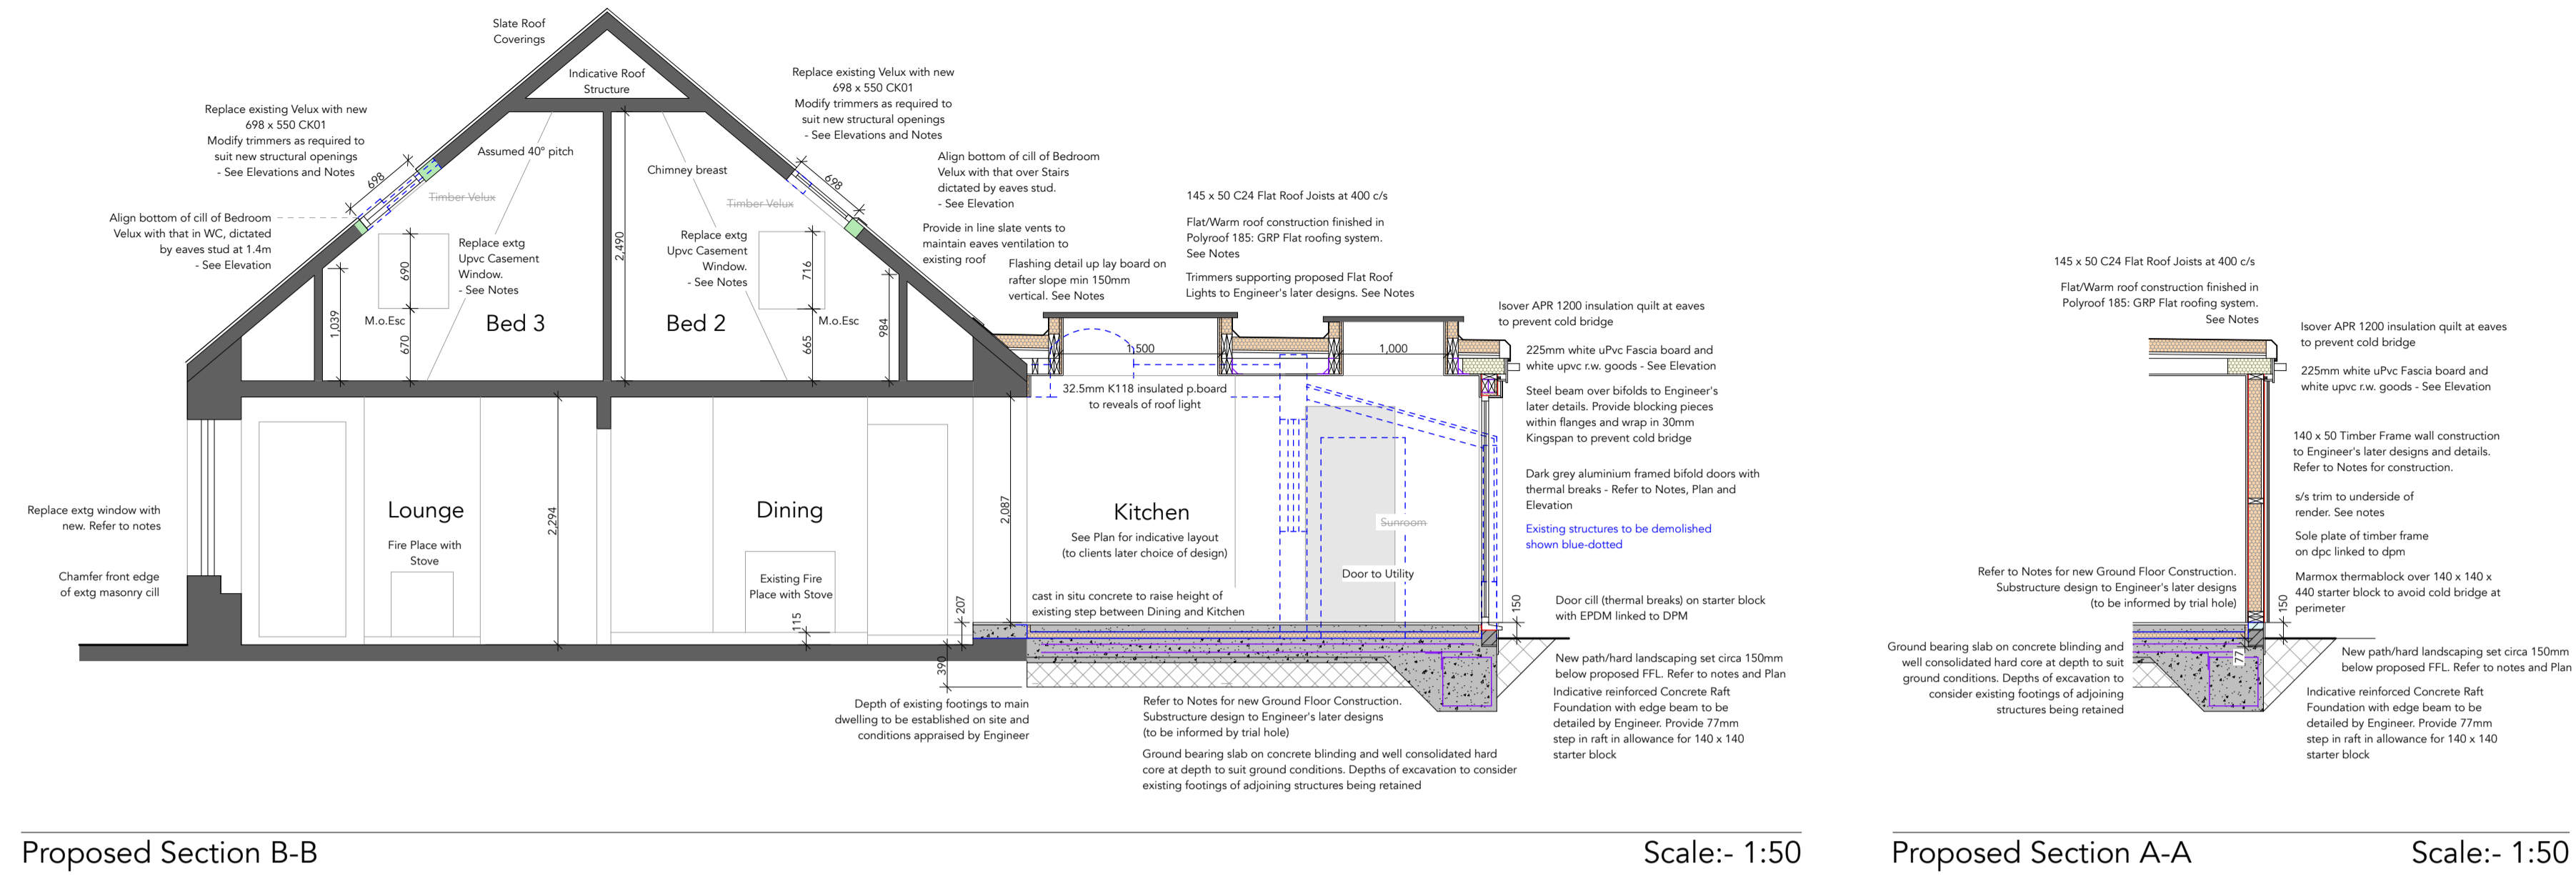 Slate Roof
Coverings
Indicative Roof
Structure
Replace existing Velux with new
698 x 550 CK01
Modify trimmers as required to
suit new structural openings
- See Elevations and Notes
Replace existing Velux with new
698 x 550 CK01
Modify trimmers as required to
suit new structural openings
- See Elevations and Notes
Assumed 40° pitch
Chimney breast
698
698
Timber Velux
Timber Velux
Align bottom of cill of Bedroom
Velux with that in WC, dictated
by eaves stud at 1.4m
- See Elevation
Align bottom of cill of Bedroom
Velux with that over Stairs
dictated by eaves stud.
- See Elevation
Provide in line slate vents to
maintain eaves ventilation to
existing roof
Flashing detail up lay board on
rafter slope min 150mm
vertical. See Notes
145 x 50 C24 Flat Roof Joists at 400 c/s
Flat/Warm roof construction finished in
Polyroof 185: GRP Flat roofing system.
See Notes
Trimmers supporting proposed Flat Roof
Lights to Engineer's later designs. See Notes
Replace extg
Upvc Casement
Window.
- See Notes
Replace extg
Upvc Casement
Window.
- See Notes
690
2,490
716
1,039
670
M.o.Esc
Bed 3
Bed 2
M.o.Esc
665
984
1,500
1,000
32.5mm K118 insulated p.board
to reveals of roof light
Isover APR 1200 insulation quilt at eaves
to prevent cold bridge
225mm white uPvc Fascia board and
white upvc r.w. goods - See Elevation
Steel beam over bifolds to Engineer's
later details. Provide blocking pieces
within flanges and wrap in 30mm
Kingspan to prevent cold bridge
Dark grey aluminium framed bifold doors with
thermal breaks - Refer to Notes, Plan and
Elevation
Existing structures to be demolished
shown blue-dotted
Replace extg window with
new. Refer to notes
Chamfer front edge
of extg masonry cill
Lounge
Fire Place with
Stove
2,294
Dining
Existing Fire
Place with Stove
115
2,087
207
390
Kitchen
See Plan for indicative layout
(to clients later choice of design)
Sunroom
Door to Utility
cast in situ concrete to raise height of
existing step between Dining and Kitchen
150
Door cill (thermal breaks) on starter block
with EPDM linked to DPM
New path/hard landscaping set circa 150mm
below proposed FFL. Refer to notes and Plan
Indicative reinforced Concrete Raft
Foundation with edge beam to be
detailed by Engineer. Provide 77mm
step in raft in allowance for 140 x 140
starter block
Depth of existing footings to main
dwelling to be established on site and
conditions appraised by Engineer
Refer to Notes for new Ground Floor Construction.
Substructure design to Engineer's later designs
(to be informed by trial hole)
Ground bearing slab on concrete blinding and well consolidated hard
core at depth to suit ground conditions. Depths of excavation to consider
existing footings of adjoining structures being retained
Proposed Section B-B
Scale:- 1:50
145 x 50 C24 Flat Roof Joists at 400 c/s
Flat/Warm roof construction finished in
Polyroof 185: GRP Flat roofing system.
See Notes
Isover APR 1200 insulation quilt at eaves
to prevent cold bridge
225mm white uPvc Fascia board and
white upvc r.w. goods - See Elevation
140 x 50 Timber Frame wall construction
to Engineer's later designs and details.
Refer to Notes for construction.
s/s trim to underside of
render. See notes
Sole plate of timber frame
on dpc linked to dpm
Marmox thermablock over 140 x 140 x
440 starter block to avoid cold bridge at
perimeter
150
Refer to Notes for new Ground Floor Construction.
Substructure design to Engineer's later designs
(to be informed by trial hole)
Ground bearing slab on concrete blinding and
well consolidated hard core at depth to suit
ground conditions. Depths of excavation to
consider existing footings of adjoining
structures being retained
77
New path/hard landscaping set circa 150mm
below proposed FFL. Refer to notes and Plan
Indicative reinforced Concrete Raft
Foundation with edge beam to be
detailed by Engineer. Provide 77mm
step in raft in allowance for 140 x 140
starter block
Proposed Section A-A
Scale:- 1:50